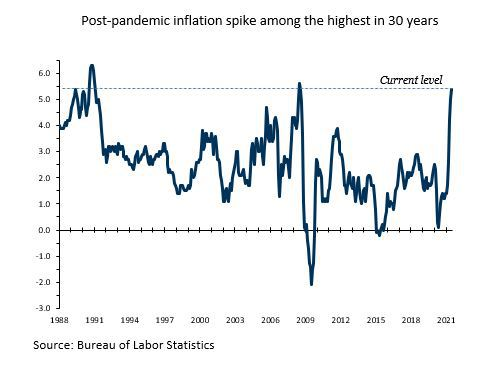 Post-pandemic inflation spike among the highest in 30 years
Current level
6.0
5.0
4.0
3.0
2.0
1.0
0.0
-1.0
-2.0
-3.0
1988 1991 1994 1997 2000 2003 2006 2009 2012 2015 2018 2021
Source: Bureau of Labor Statistics